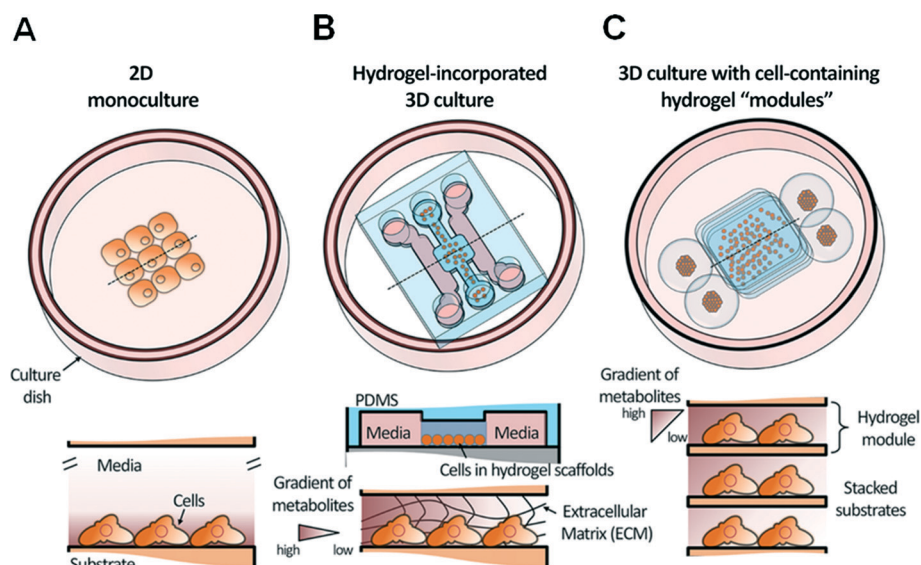 A
2D
monoculture
Culture
dish
Media
Cells
Substrate
B
Hydrogel-incorporated
3D culture
PDMS
Media
Media
Cells in hydrogel scaffolds
Gradient of
metabolites
high
low
Extracellular
Matrix (ECM)
C
3D culture with cell-containing
hydrogel “modules”
Gradient of
metabolites
high
low
Hydrogel
module
Stacked
substrates